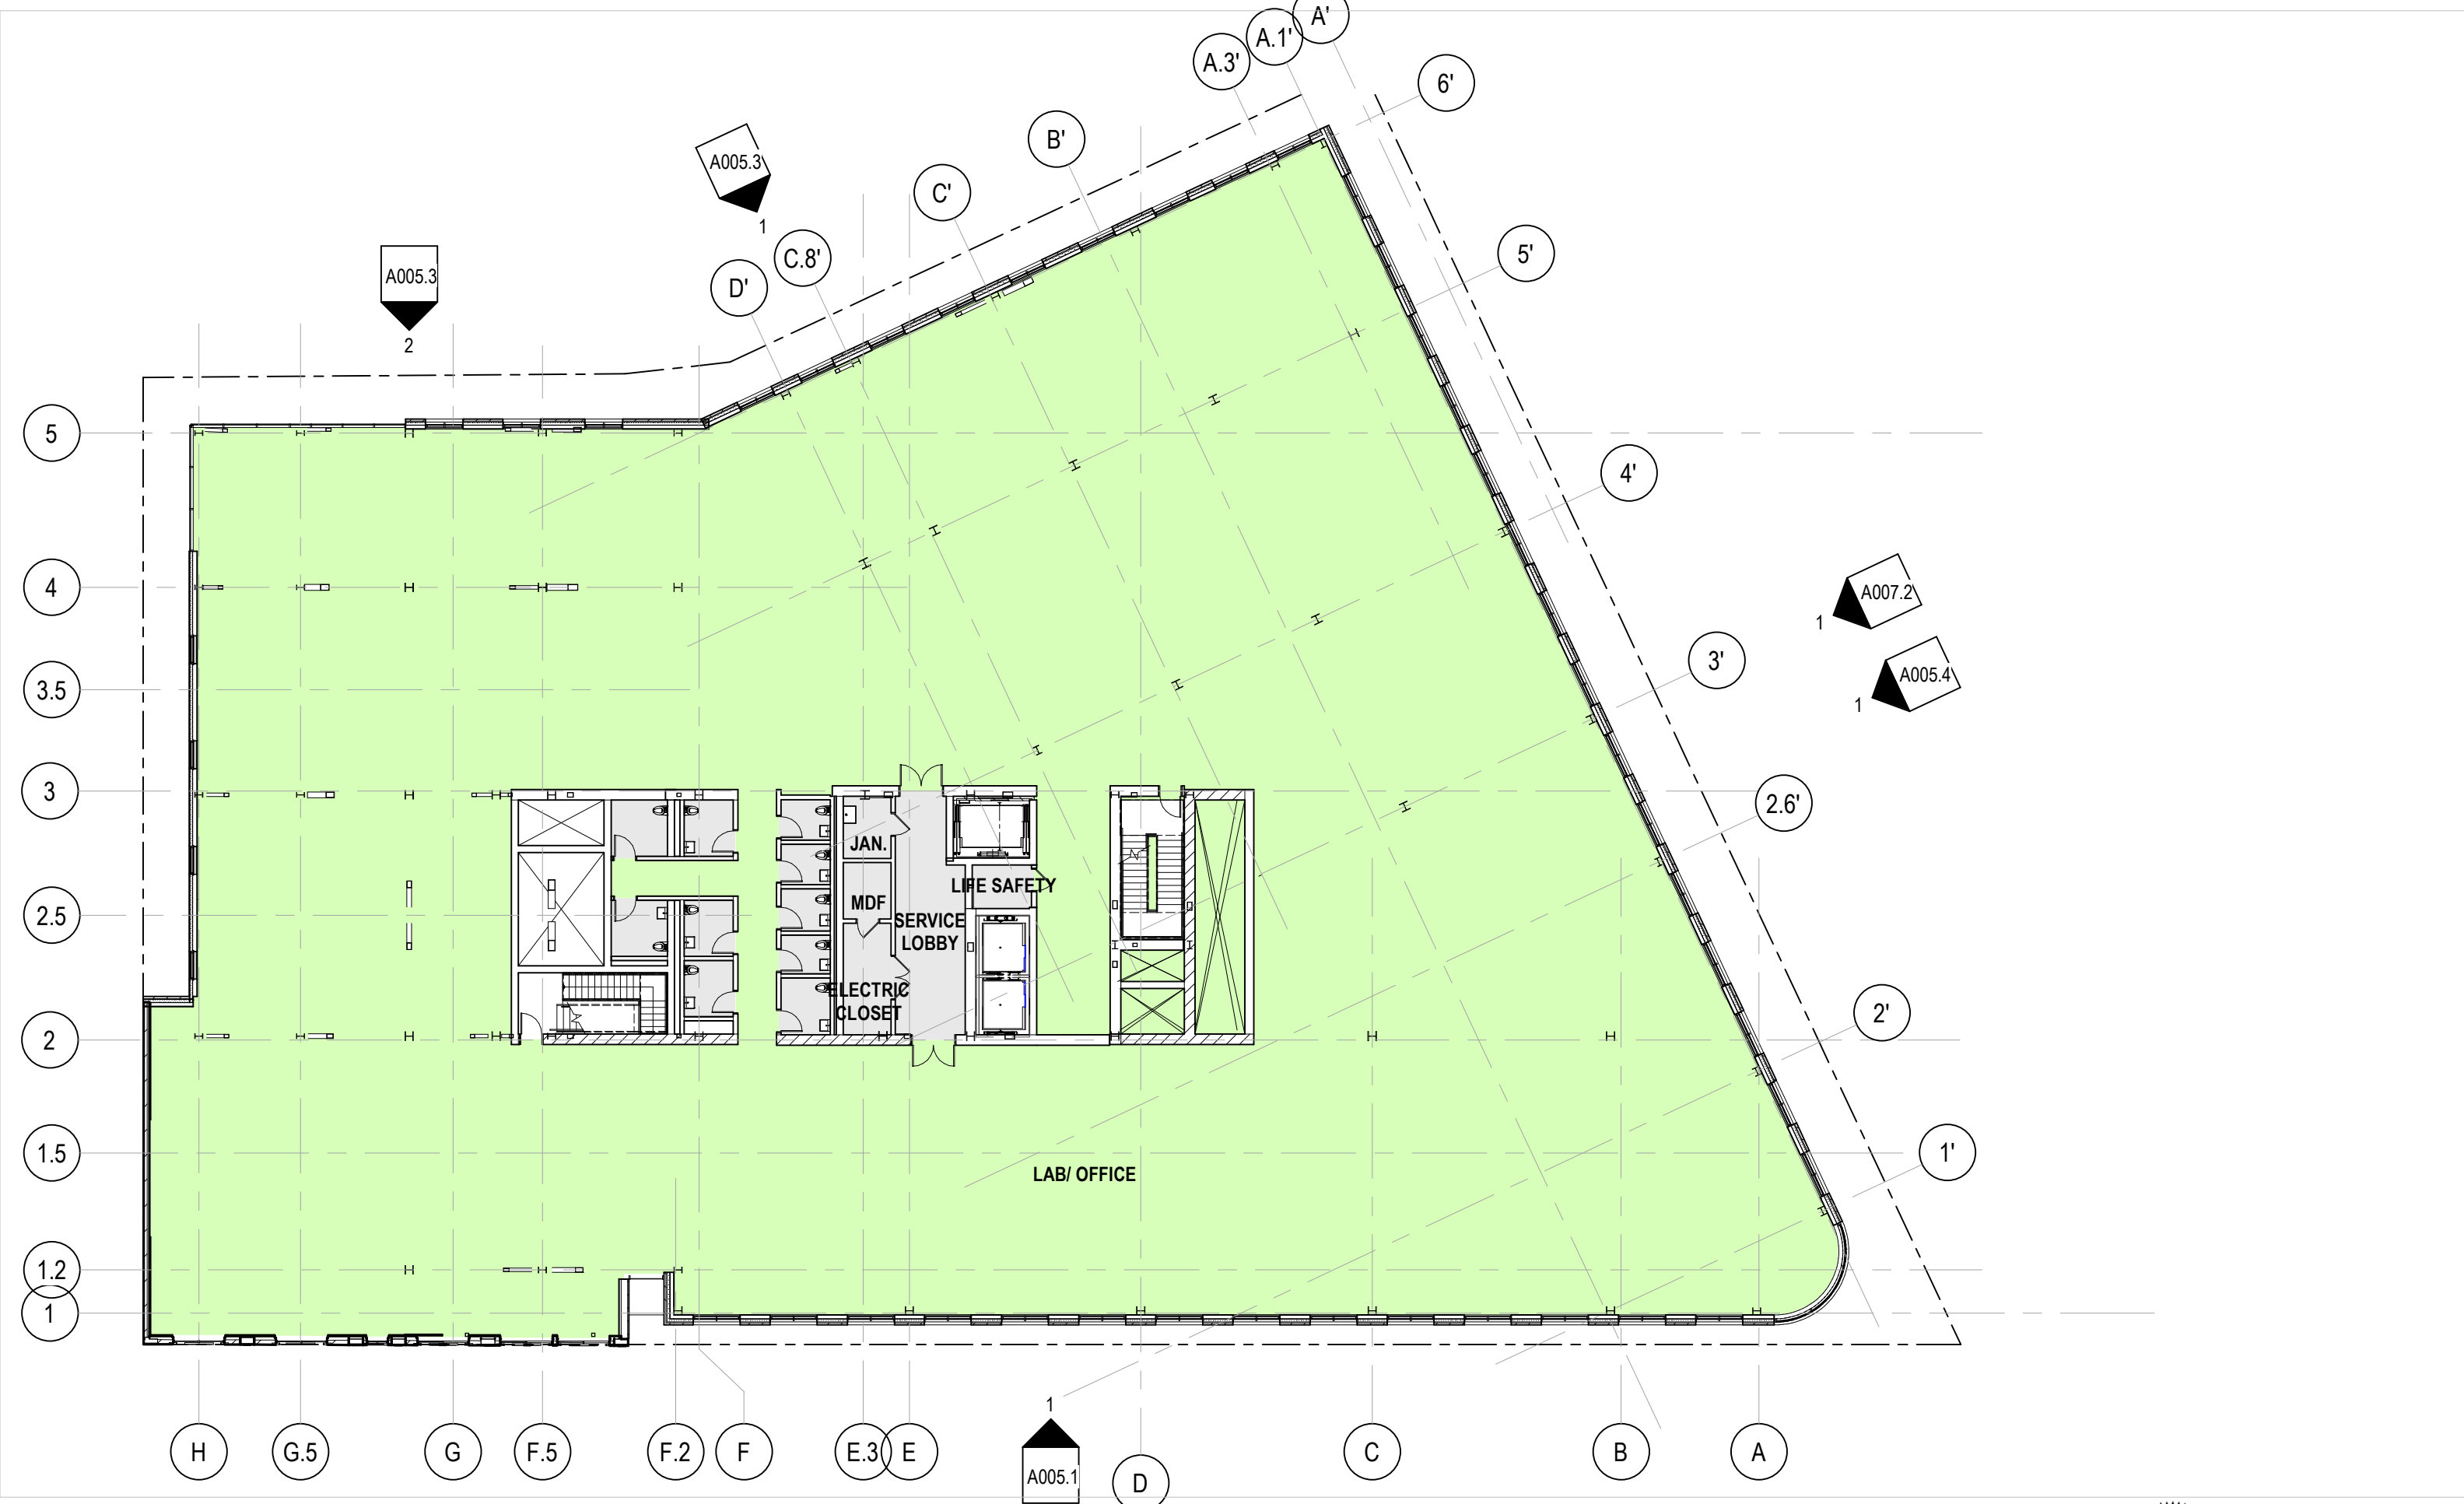 A'
A.1'
A.3'
6'
B'
A005.3
C'
1
5'
C.8'
A005.3
D'
2
5
4'
4
A007.2
1
3'
A005.4
3.5
1
3
2.6'
JAN.
LIFE SAFETY
MDF
2.5
SERVICE
LOBBY
ELECTRIC
CLOSET
2'
2
1.5
1'
LAB/ OFFICE
1.2
1
1
H
G.5
G
F.5
F.2
F
E.3
E
C
B
A
A005.1
D